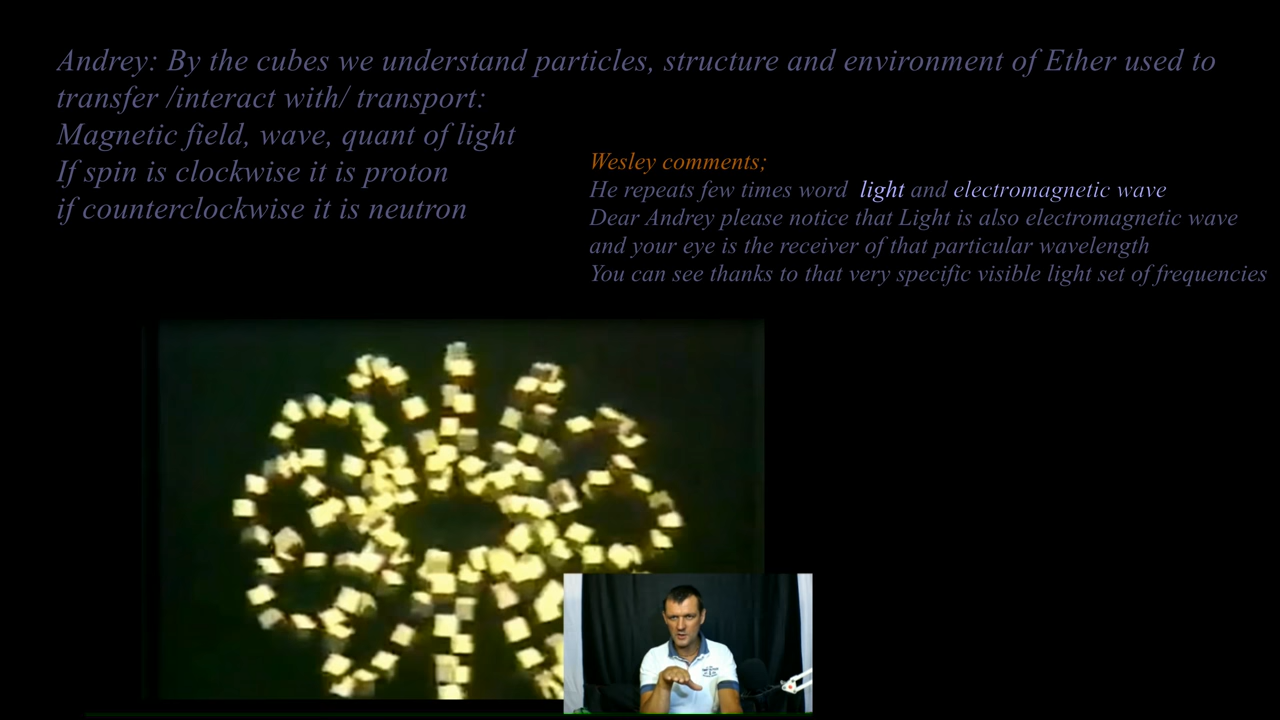 Andrey: By the cubes we understand particles, structure and environment of Ether used to
transfer /interact with/ transport:
Magnetic field, wave, quant of light
If spin is clockwise it is proton
if counterclockwise it is neutron
Wesley comments;
He repeats few times word light and electromagnetic wave
Dear Andrey please notice that Light is also electromagnetic wave
and your eye is the receiver of that particular wavelength
You can see thanks to that very specific visible light set of frequencies